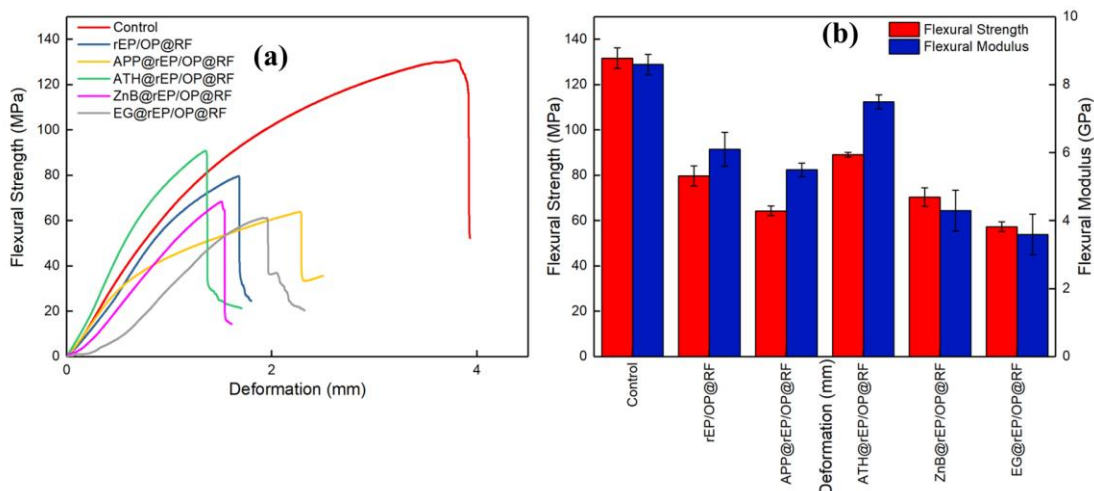 Control
rEP/OP@RF
APP@rEP/OP@RF
ATH@rEP/OP@RF
ZnB@rEP/OP@RF
EG@rEP/OP@RF
(a)
140
120
100
80
60
40
20
0
Flexural Strength (MPa)
0
2
4
Deformation (mm)
(b)
Flexural Strength
Flexural Modulus
140
120
100
80
60
40
20
0
Flexural Strength (MPa)
10
8
6
4
2
0
Flexural Modulus (GPa)
Control
rEP/OP@RF
APP@rEP/OP@RF
Deformation (mm)
ATH@rEP/OP@RF
ZnB@rEP/OP@RF
EG@rEP/OP@RF